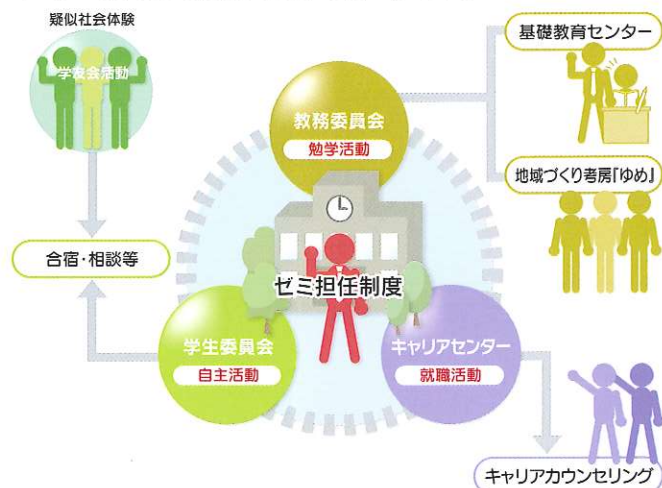 疑似社会体験
学友会活動
基礎教育センター
教務委員会
勉学活動
地域づくり考房『ゆめ』
合宿・相談等
ゼミ担任制度
学生委員会
自主活動
キャリアセンター
就職活動
キャリアカウンセリング